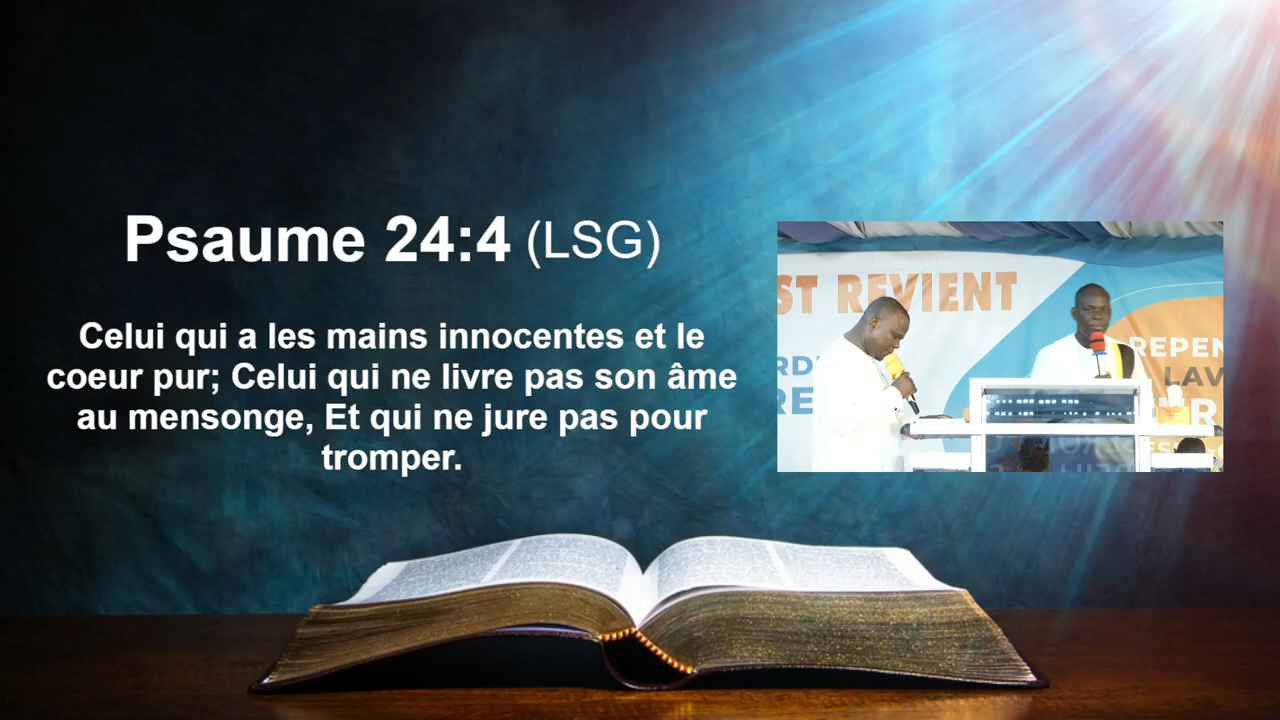 Psaume 24:4 (LSG)
Celui qui a les mains innocentes et le
coeur pur; Celui qui ne livre pas son âme
au mensonge, Et qui ne jure pas pour
tromper.
ST REVIENT
REPEN
LAV